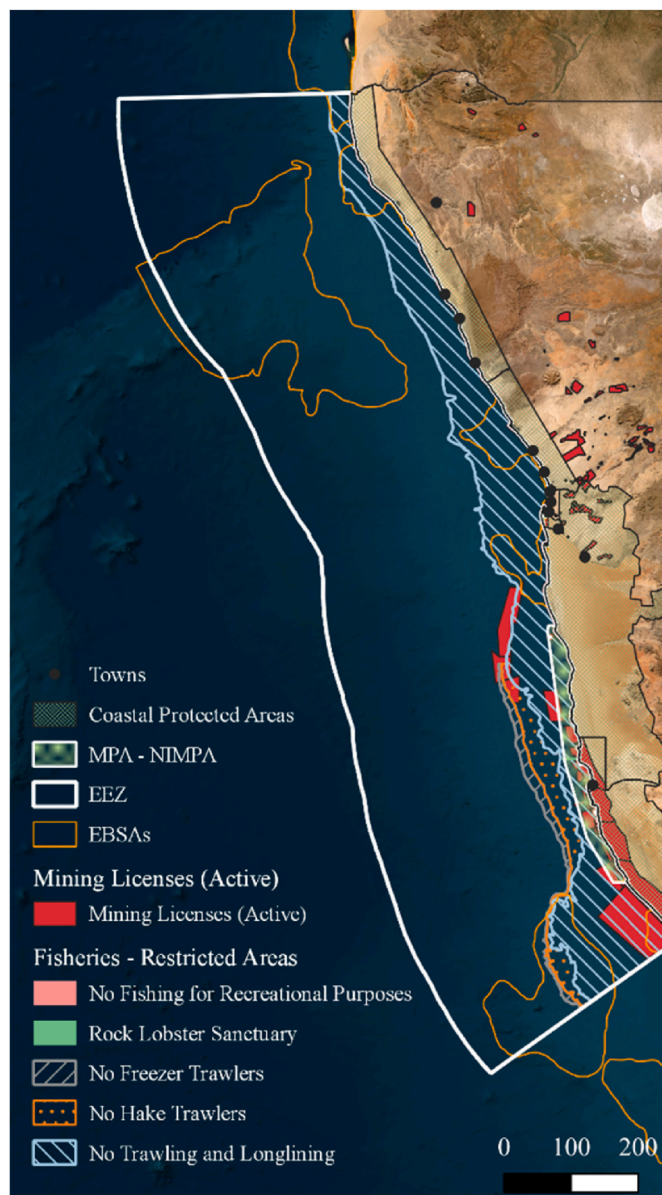 Towns
Coastal Protected Areas
MPA - NIMPA
EEZ
EBSAs
Mining Licenses (Active)
Mining Licenses (Active)
Fisheries - Restricted Areas
No Fishing for Recreational Purposes
Rock Lobster Sanctuary
No Freezer Trawlers
No Hake Trawlers
No Trawling and Longlining
0 100 200